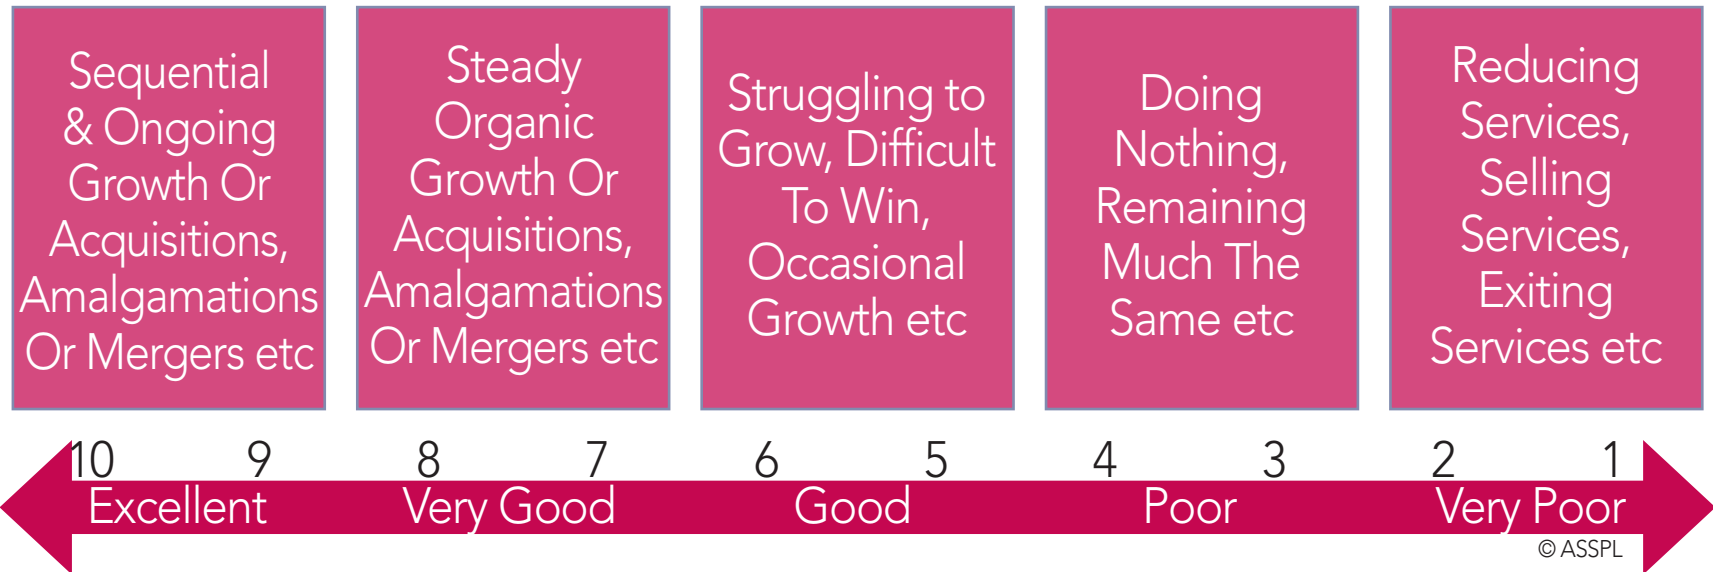 Sequential
& Ongoing
Growth Or
Acquisitions,
Amalgamations
Or Mergers etc
Steady
Organic
Growth Or
Acquisitions,
Amalgamations
Or Mergers etc
Struggling to
Grow, Difficult
To Win,
Occasional
Growth etc
Doing
Nothing,
Remaining
Much The
Same etc
Reducing
Services,
Selling
Services,
Exiting
Services etc
10 9 8 7 6 5 4 3 2 1
Excellent Very Good Good Poor Very Poor
© ASSPL